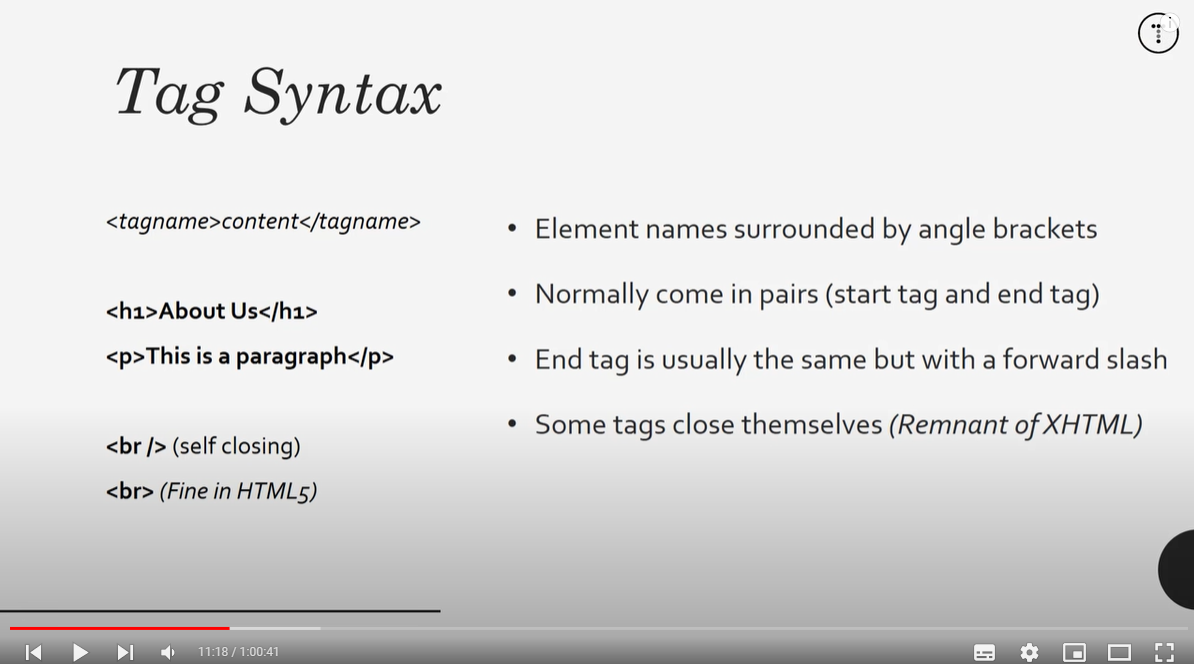 Tag Syntax
<tagname>content</tagname>
<h1>About Us</h1>
<p>This is a paragraph</p>
<br /> (self closing)
<br> (Fine in HTML5)
• Element names surrounded by angle brackets
• Normally come in pairs (start tag and end tag)
• End tag is usually the same but with a forward slash
• Some tags close themselves (Remnant of XHTML)
11:18 / 1:00:41